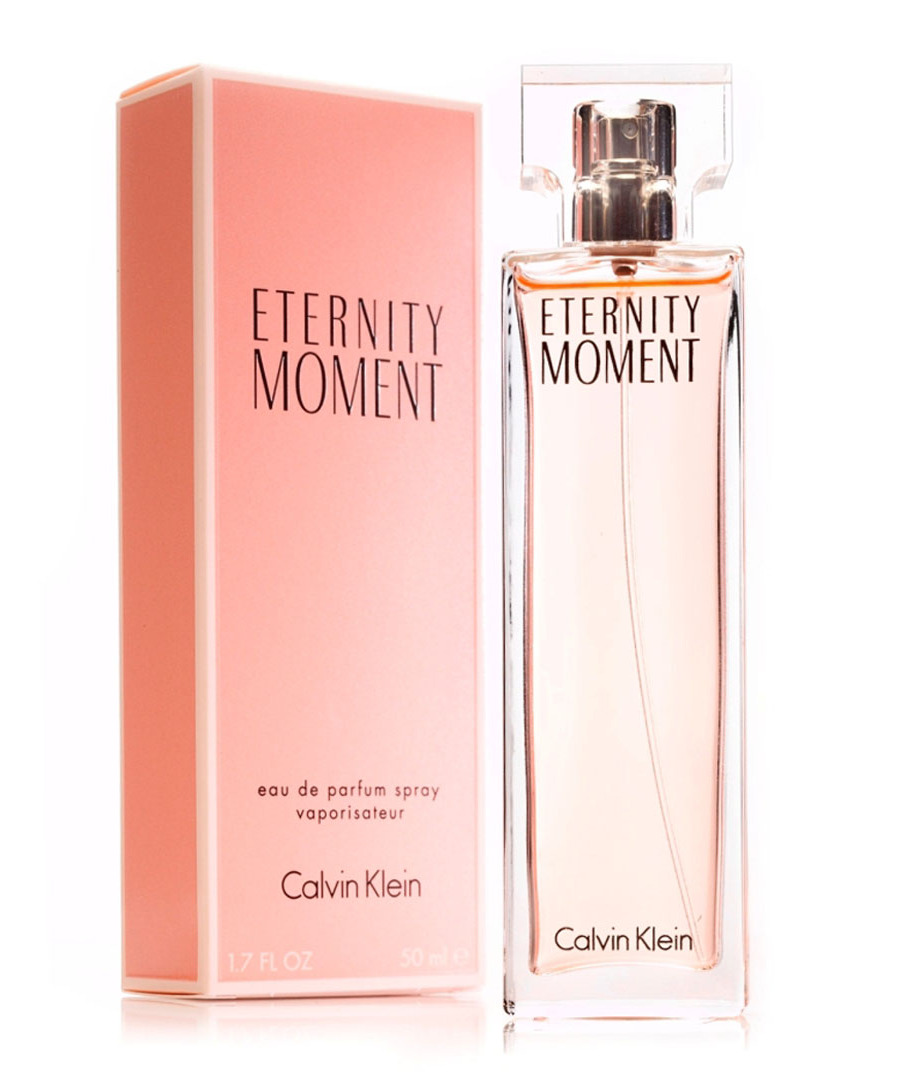 ETERNITY
MOMENT
eau de parfum spray
vaporisateur
Calvin Klein
1.7 FL OZ 50 ml ℮
ETERNITY
MOMENT
Calvin Klein